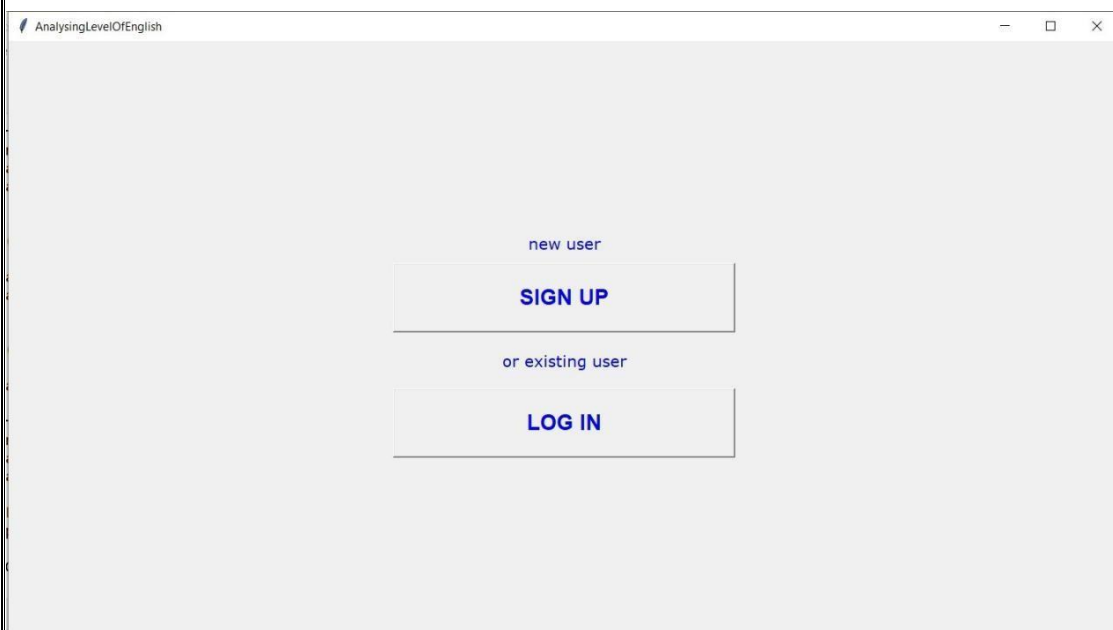 AnalysingLevelOfEnglish
new user
SIGN UP
or existing user
LOG IN